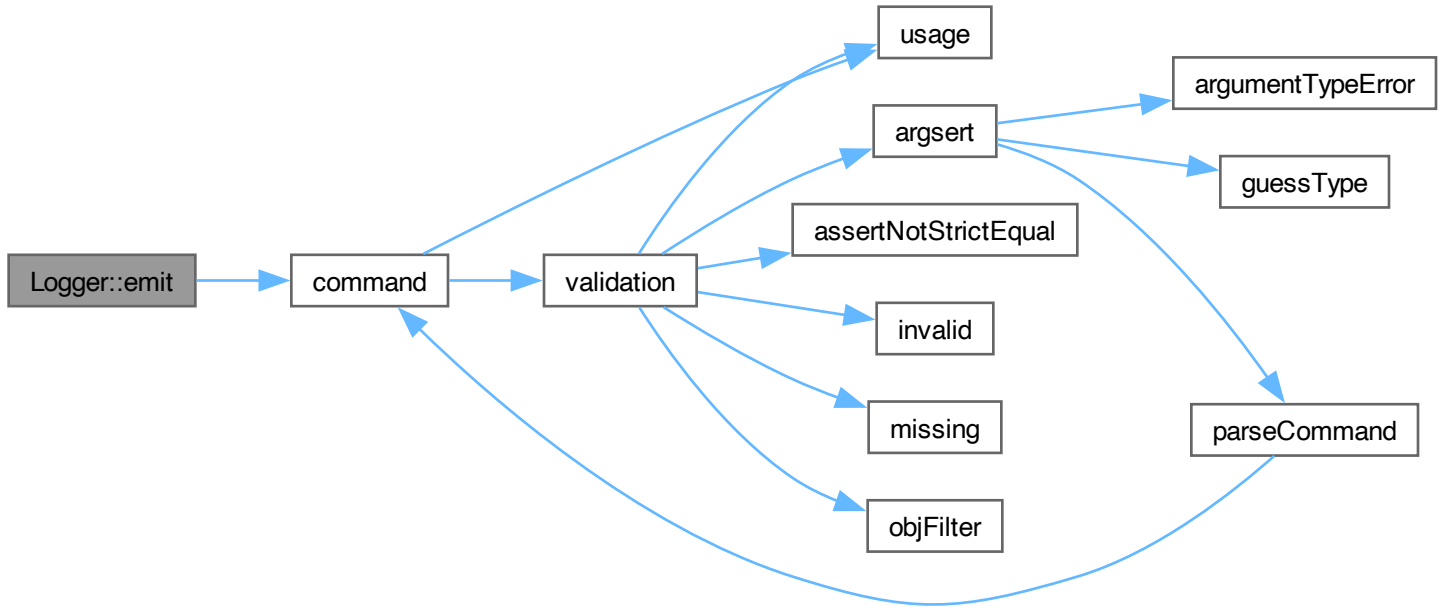 Logger::emit
command
validation
usage
argsert
assertNotStrictEqual
invalid
missing
objFilter
argumentTypeError
guessType
parseCommand